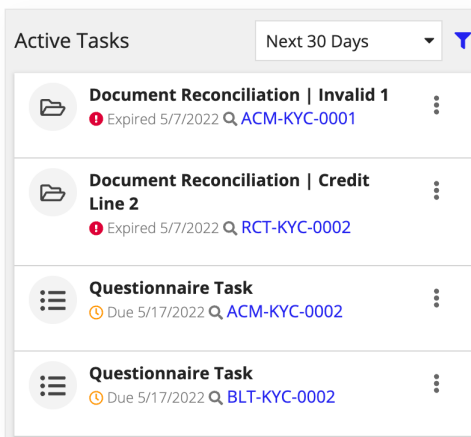 Active Tasks
Next 30 Days
Document Reconciliation | Invalid 1
Expired 5/7/2022 ACM-KYC-0001
Document Reconciliation | Credit
Line 2
Expired 5/7/2022 RCT-KYC-0002
Questionnaire Task
Due 5/17/2022 ACM-KYC-0002
Questionnaire Task
Due 5/17/2022 BLT-KYC-0002